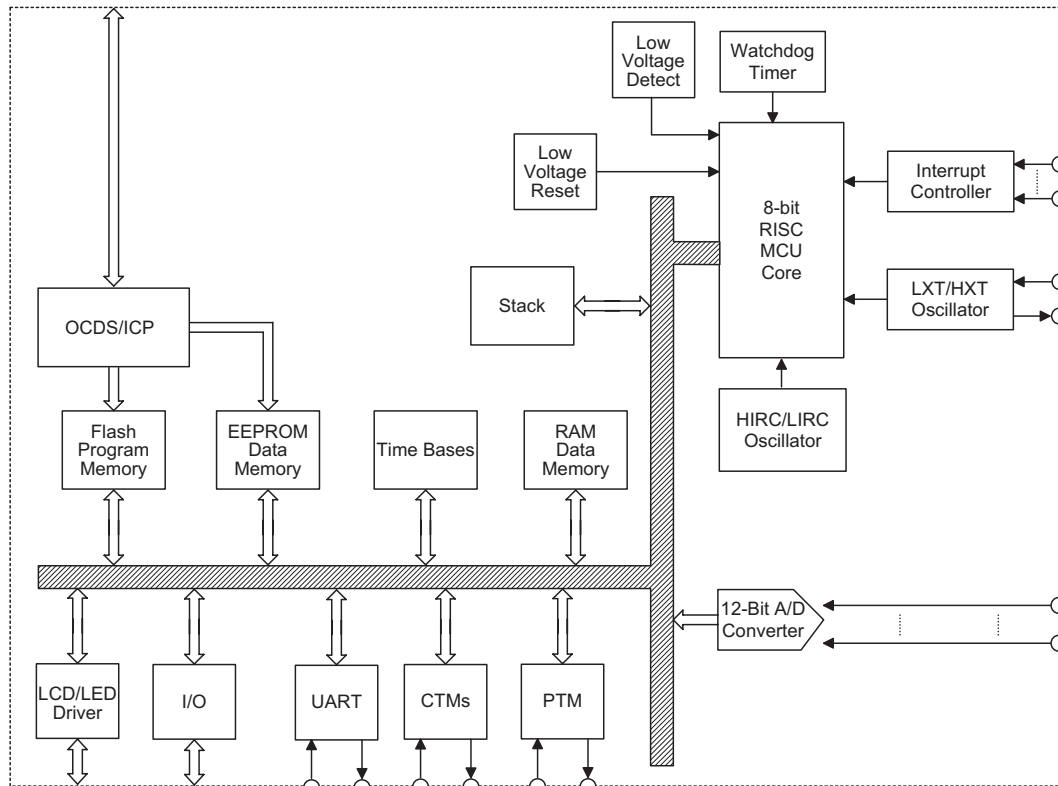 Low
Voltage
Detect
Watchdog
Timer
Low
Voltage
Reset
8-bit
RISC
MCU
Core
Interrupt
Controller
Stack
LXT/HXT
Oscillator
OCDS/ICP
HIRC/LIRC
Oscillator
Flash
Program
Memory
EEPROM
Data
Memory
Time Bases
RAM
Data
Memory
12-Bit A/D
Converter
LCD/LED
Driver
I/O
UART
CTMs
PTM